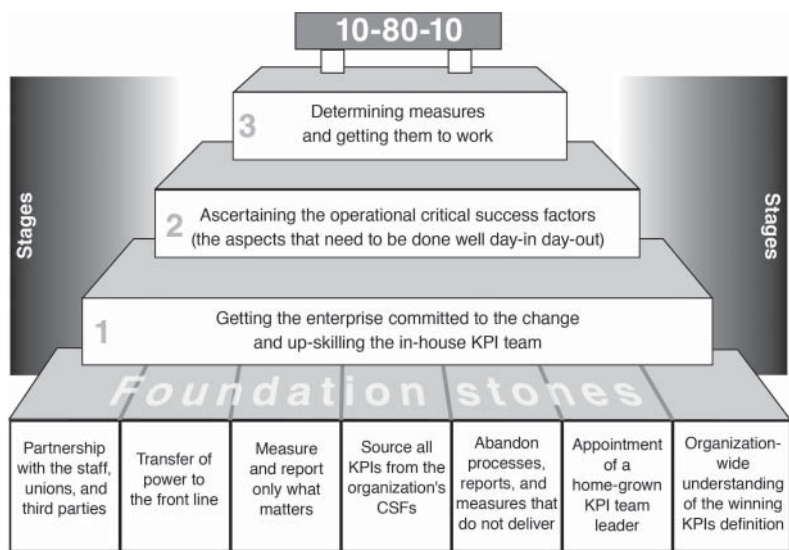 10-80-10
Stages
Stages
3
Determining measures
and getting them to work
2
Ascertaining the operational critical success factors
(the aspects that need to be done well day-in day-out)
1
Getting the enterprise committed to the change
and up-skilling the in-house KPI team
Foundation stones
Partnership
with the staff,
unions, and
third parties
Transfer of
power to
the front line
Measure
and report
only what
matters
Source all
KPIs from the
organization's
CSFs
Abandon
processes,
reports, and
measures that
do not deliver
Appointment
of a
home-grown
KPI team
leader
Organization-
wide
understanding
of the winning
KPIs definition